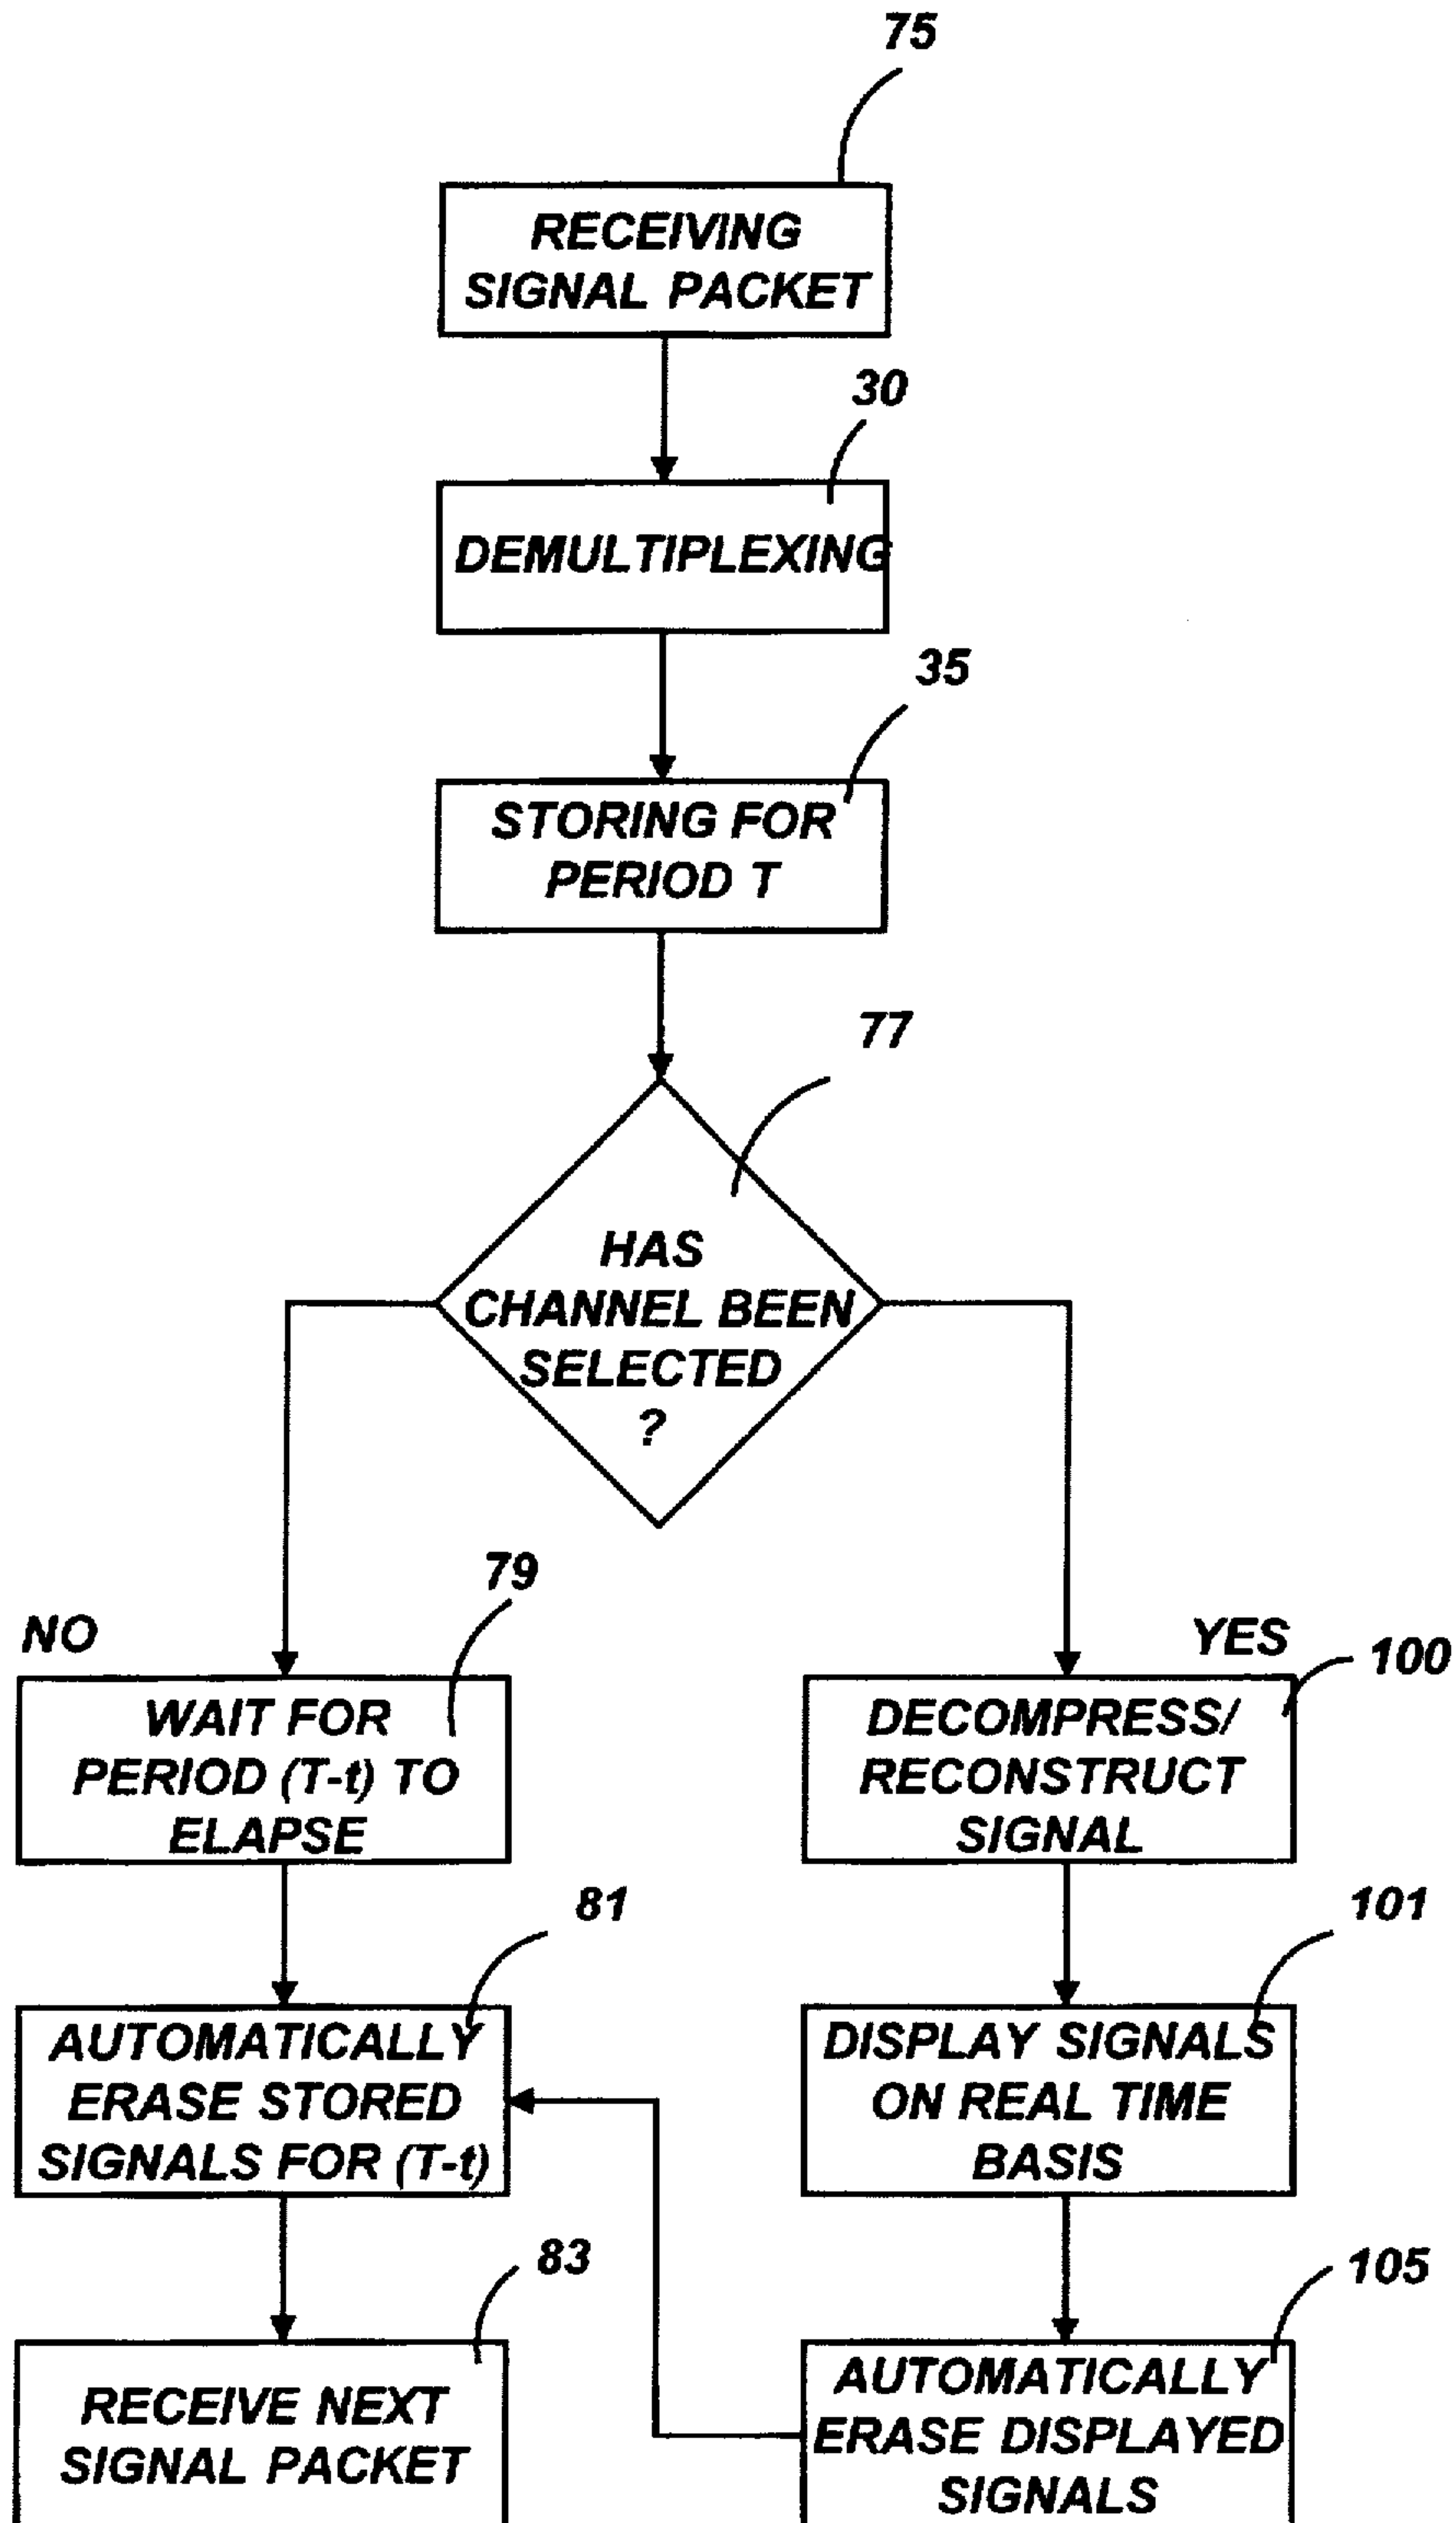 75
RECEIVING
SIGNAL PACKET
30
DEMULTIPLEXING
35
STORING FOR
PERIOD T
77
HAS
CHANNEL BEEN
SELECTED
?
79
NO
WAIT FOR
PERIOD (T-t) TO
ELAPSE
YES
100
DECOMPRESS/
RECONSTRUCT
SIGNAL
81
AUTOMATICALLY
ERASE STORED
SIGNALS FOR (T-t)
101
DISPLAY SIGNALS
ON REAL TIME
BASIS
83
RECEIVE NEXT
SIGNAL PACKET
105
AUTOMATICALLY
ERASE DISPLAYED
SIGNALS